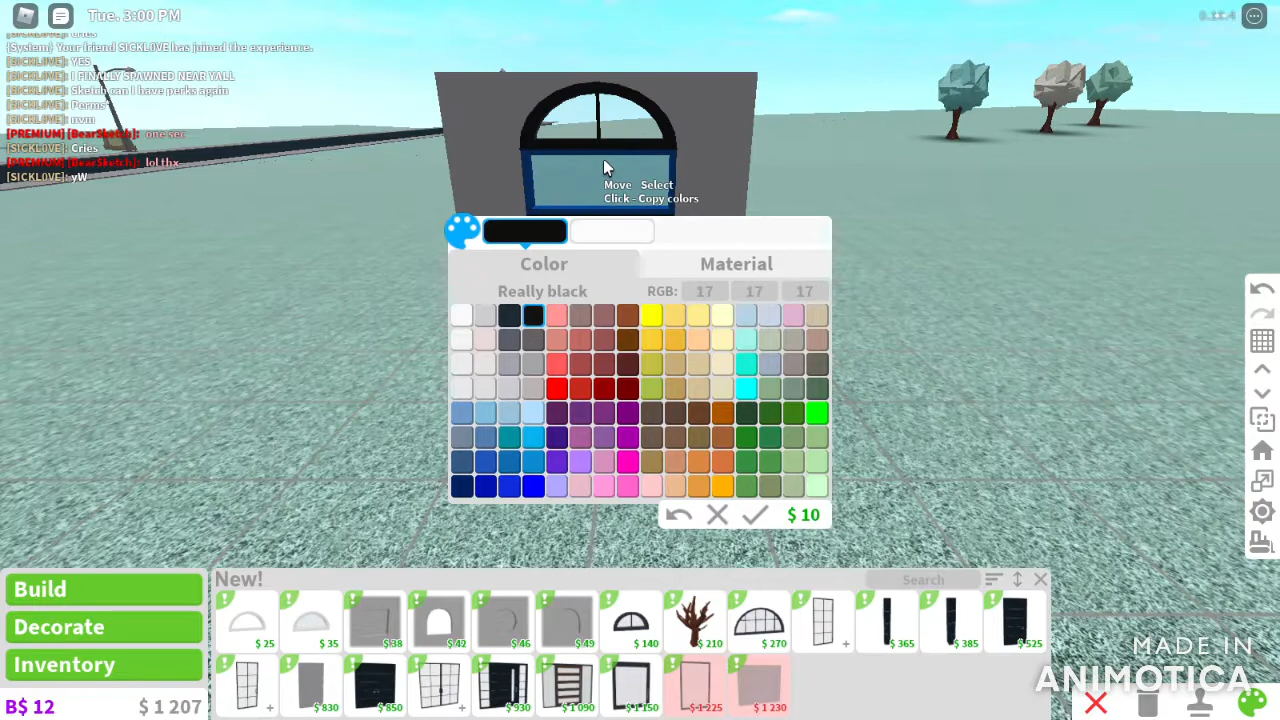 Tue. 3:00 PM
cries
[System] Your friend SICKL0VE has joined the experience.
[SICKL0VE]: YES
[SICKL0VE]: I FINALLY SPAWNED NEAR YALL
[SICKL0VE]: Sketch can I have perks again
[SICKL0VE]: Perms*
[SICKL0VE]: nvm
[PREMIUM] [BearSketch]: one sec
[SICKL0VE]: Cries
[PREMIUM] [BearSketch]: lol thx
[SICKL0VE]: yW
Move Select
Click - Copy colors
Color Material
Really black RGB: 17 17 17
$ 10
Build
Decorate
Inventory
B$ 12 $ 1 207
New! Search
$ 25 $ 35 $ 38 $ 42 $ 46 $ 49 $ 140 $ 210 $ 270 + $ 365 $ 385 $ 525
+ $ 830 $ 850 + $ 930 $ 1 090 $ 1 150 $ 1 225 $ 1 230
MADE IN
ANIMOTICA